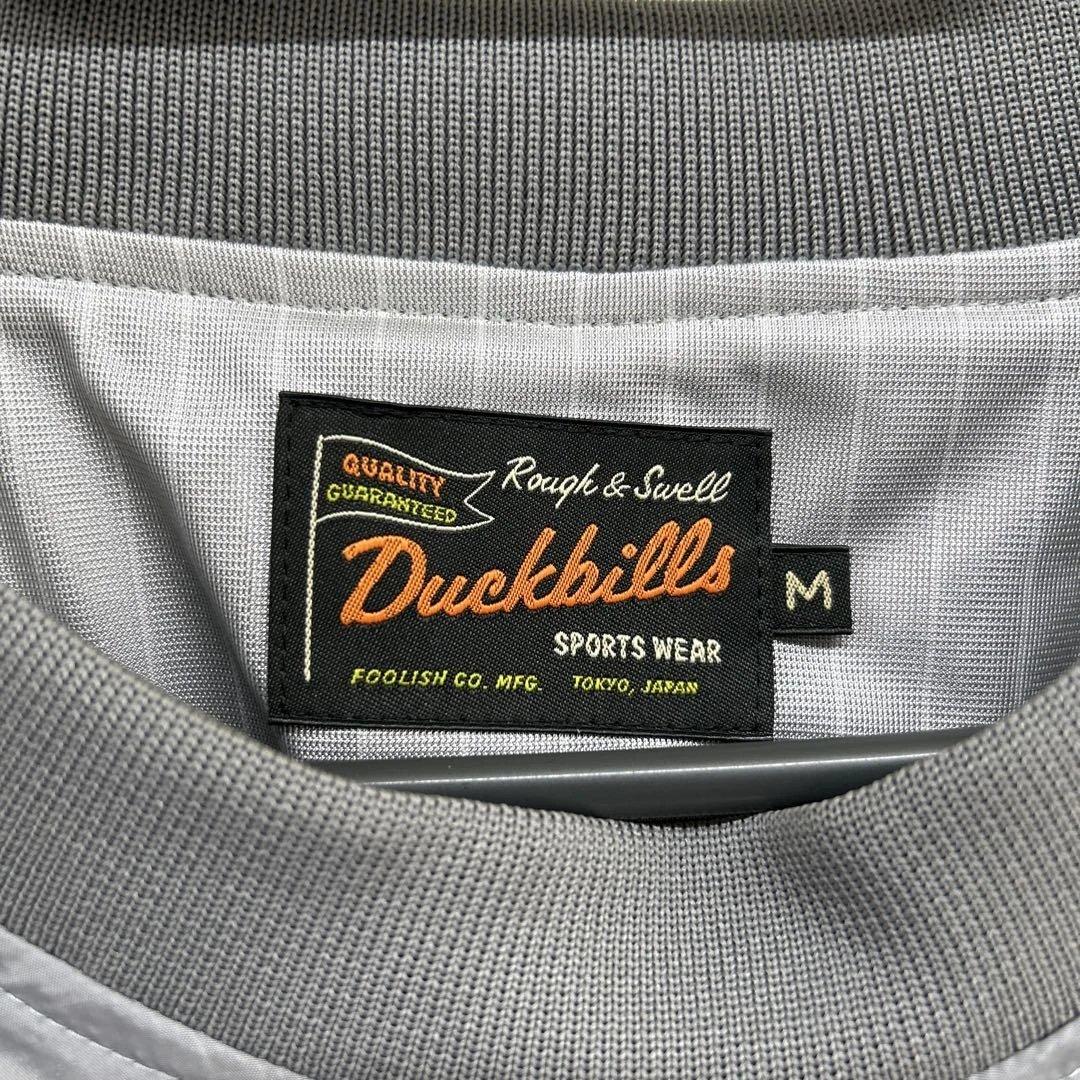 QUALITY
GUARANTEED
Rough & Swell
Duckbills
SPORTS WEAR
FOOLISH CO. MFG. TOKYO, JAPAN
M